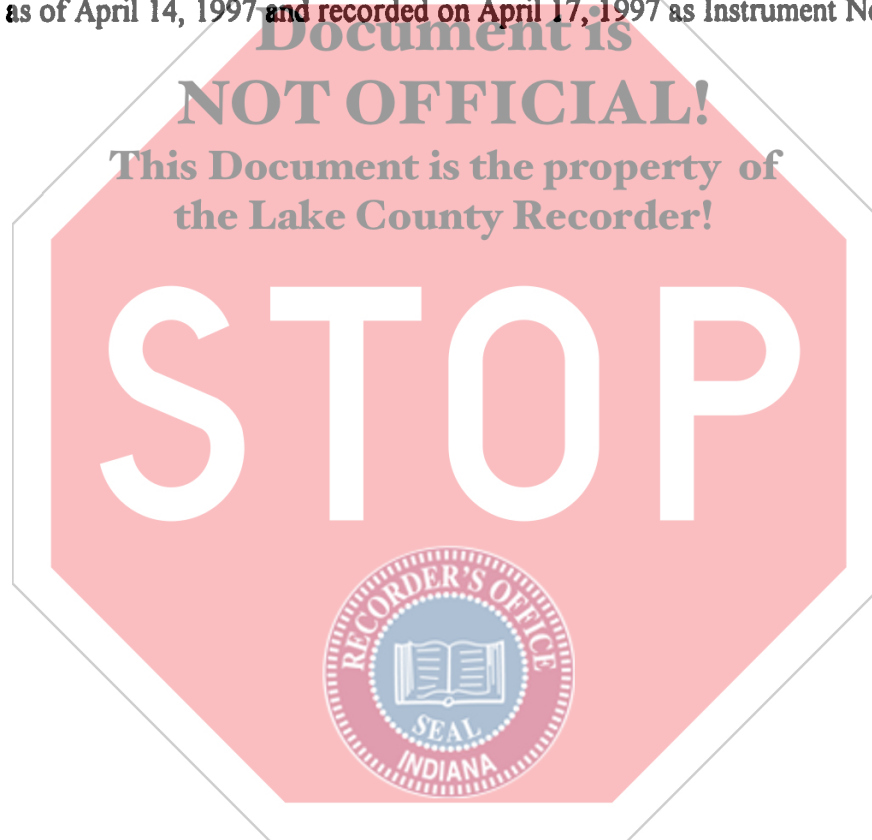 as of April 14, 1997 and recorded on April 17, 1997 as Instrument
Document is
NOT OFFICIAL!
This Document is the property of
the Lake County Recorder!
STOP
RECORDER'S OFFICE
SEAL
INDIANA